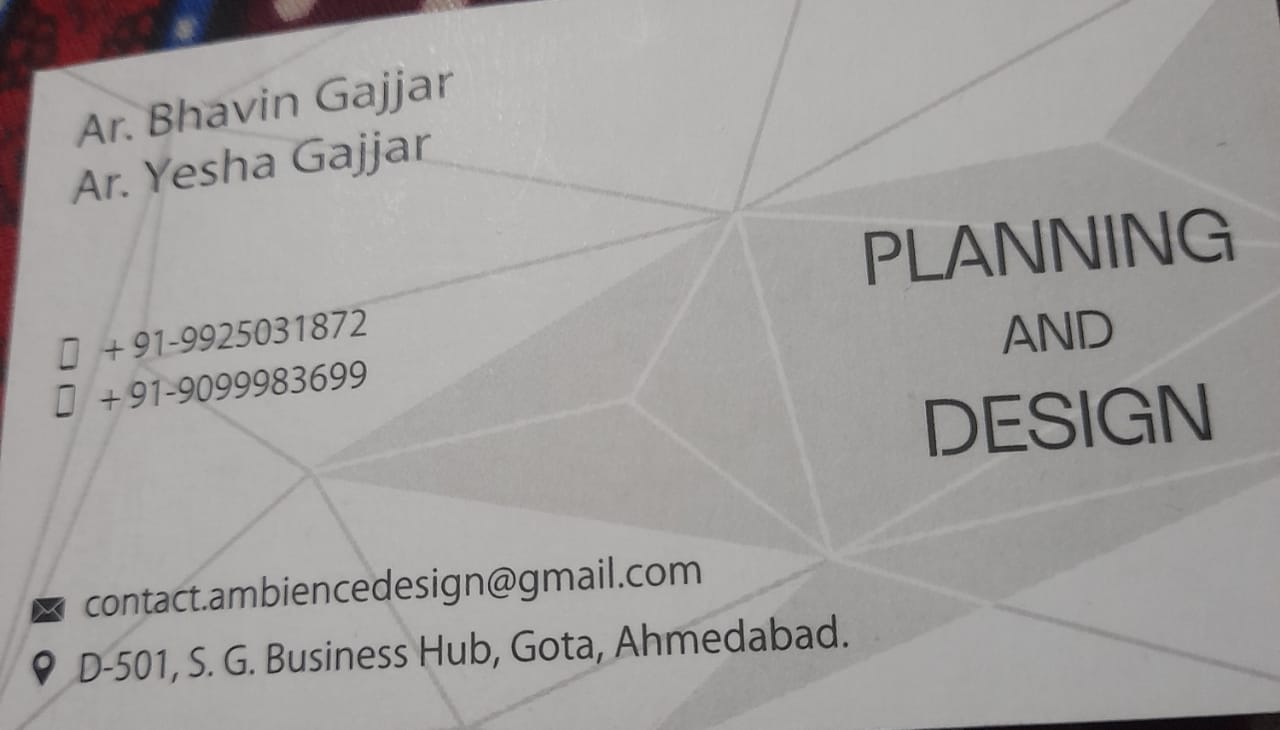 Ar. Bhavin Gajjar
Ar. Yesha Gajjar
+91-9925031872
+91-9099983699
PLANNING
AND
DESIGN
contact.ambiencedesign@gmail.com
D-501, S. G. Business Hub, Gota, Ahmedabad.